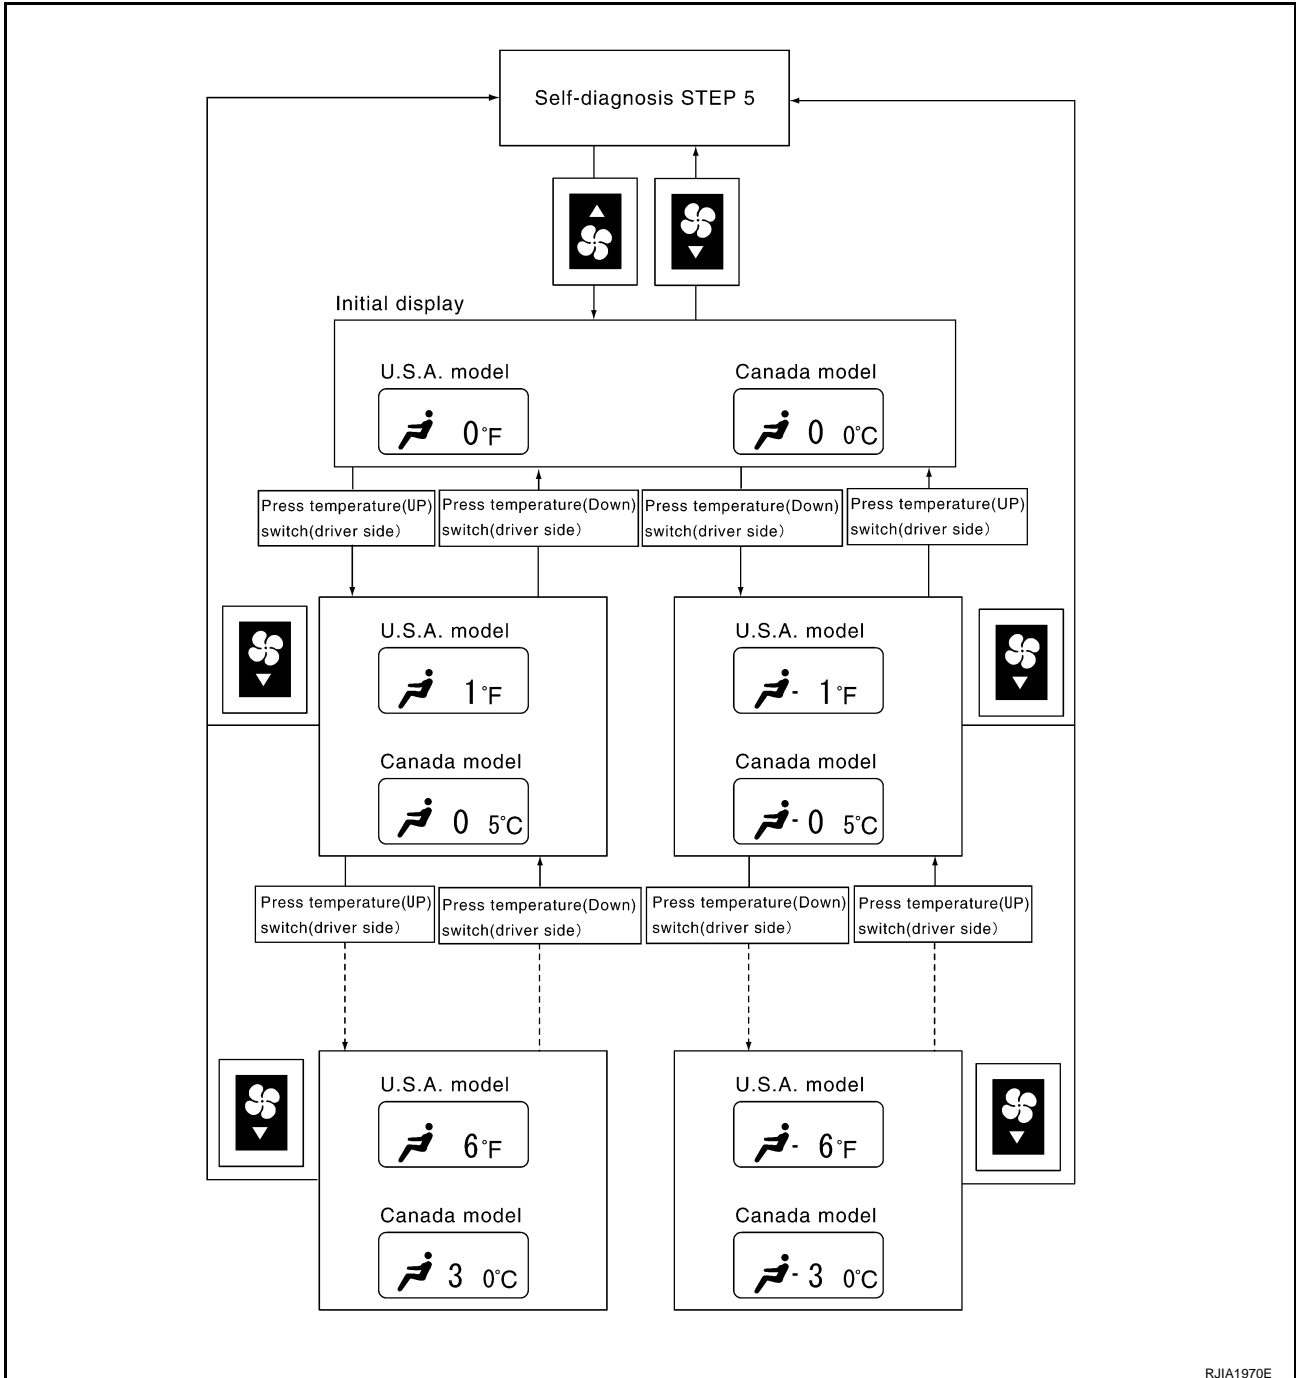 Self-diagnosis STEP 5
Initial display
U.S.A. model
Canada model
0°F
0 0°C
Press temperature(UP)
switch(driver side)
Press temperature(Down)
switch(driver side)
Press temperature(Down)
switch(driver side)
Press temperature(UP)
switch(driver side)
U.S.A. model
1°F
Canada model
0 5°C
U.S.A. model
- 1°F
Canada model
- 0 5°C
Press temperature(UP)
switch(driver side)
Press temperature(Down)
switch(driver side)
Press temperature(Down)
switch(driver side)
Press temperature(UP)
switch(driver side)
U.S.A. model
6°F
Canada model
3 0°C
U.S.A. model
- 6°F
Canada model
- 3 0°C
RJIA1970E